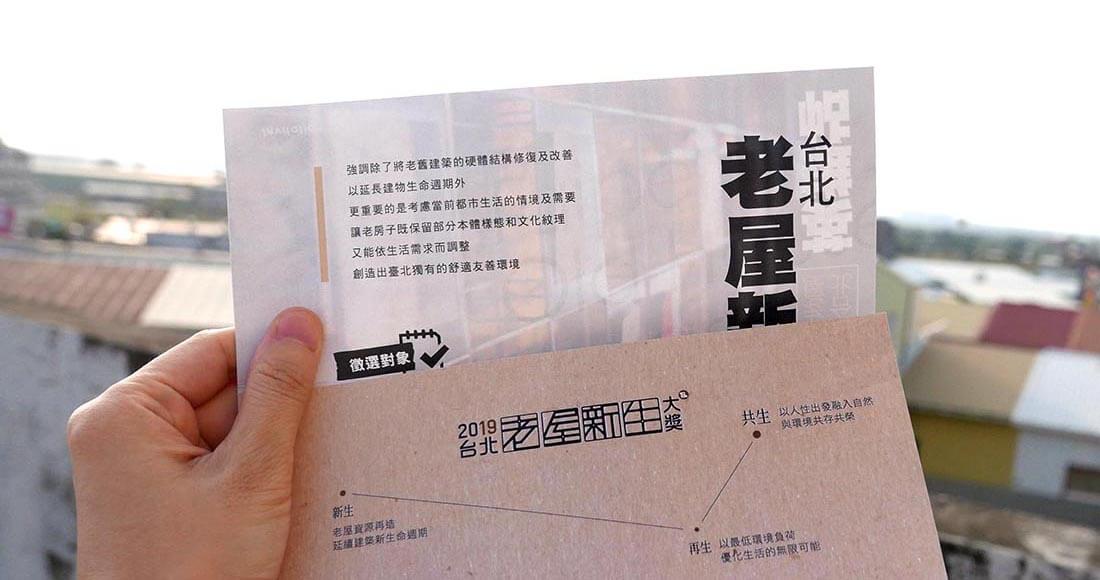 台北
老屋新
強調除了將老舊建築的硬體結構修復及改善
以延長建物生命週期外
更重要的是考慮當前都市生活的情境及需要
讓老房子既保留部分本體樣態和文化紋理
又能依生活需求而調整
創造出臺北獨有的舒適友善環境
徵選對象
2019
台北
老屋新生
大獎
共生
以人性出發融入自然
與環境共存共榮
新生
老屋資源再造
延續建築新生命週期
再生
以最低環境負荷
優化生活的無限可能